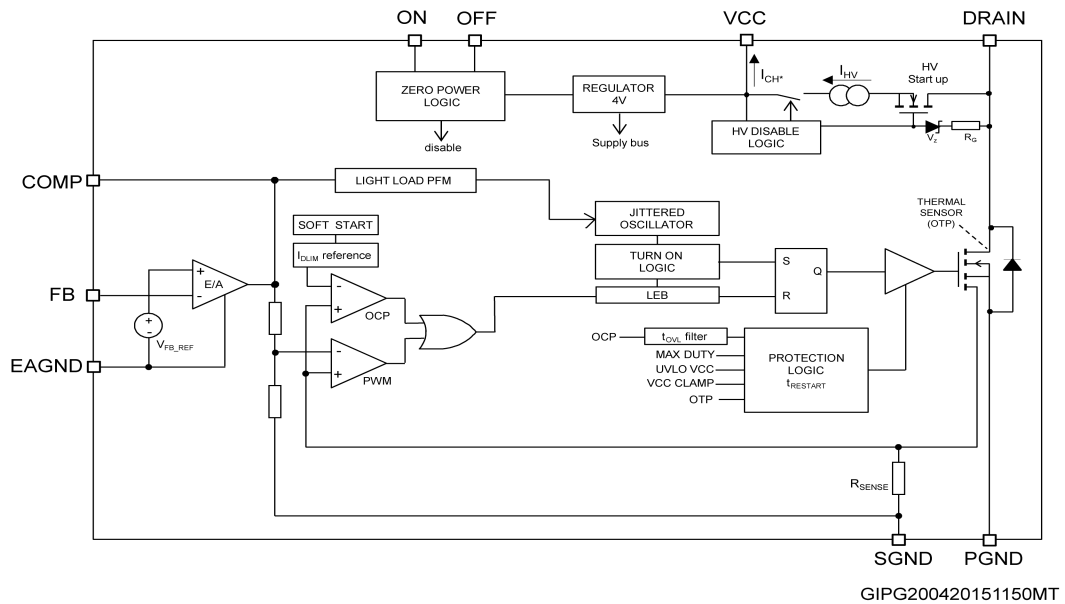 ON
OFF
VCC
DRAIN
ZERO POWER
LOGIC
disable
REGULATOR
4V
Supply bus
ICH*
IHV
HV
Start up
HV DISABLE
LOGIC
VZ
RG
COMP
LIGHT LOAD PFM
JITTERED
OSCILLATOR
THERMAL
SENSOR
(OTP)
SOFT START
IDLIM reference
TURN ON
LOGIC
LEB
S
R
Q
FB
+
E/A
-
+
-
VFB_REF
EAGND
-
+
OCP
-
+
PWM
OCP
tOVL filter
MAX DUTY
UVLO VCC
VCC CLAMP
OTP
PROTECTION
LOGIC
tRESTART
RSENSE
SGND
PGND
GIPG200420151150MT